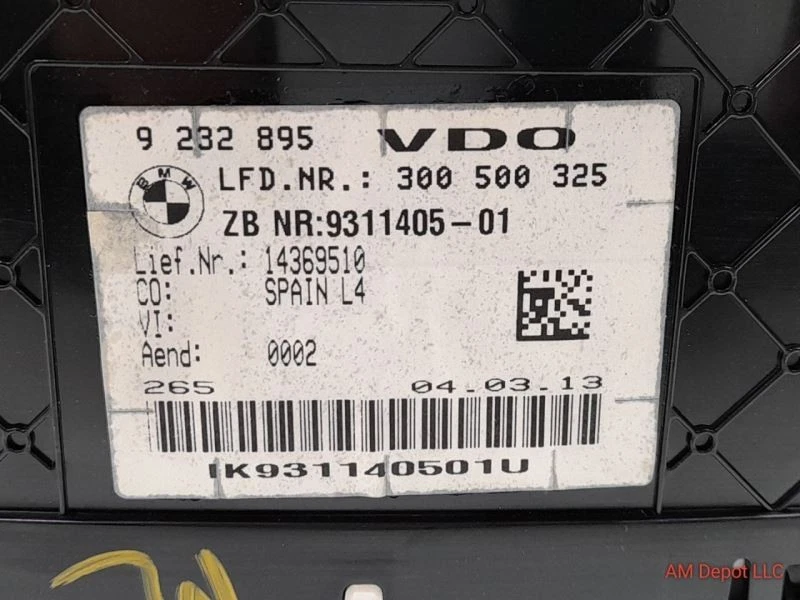 9 232 895 VDO
BMW
LFD.NR.: 300 500 325
ZB NR:9311405-01
Lief.Nr.: 14369510
CO: SPAIN L4
VI:
Aend: 0002
265 04.03.13
IK931140501U
AM Depot LLC